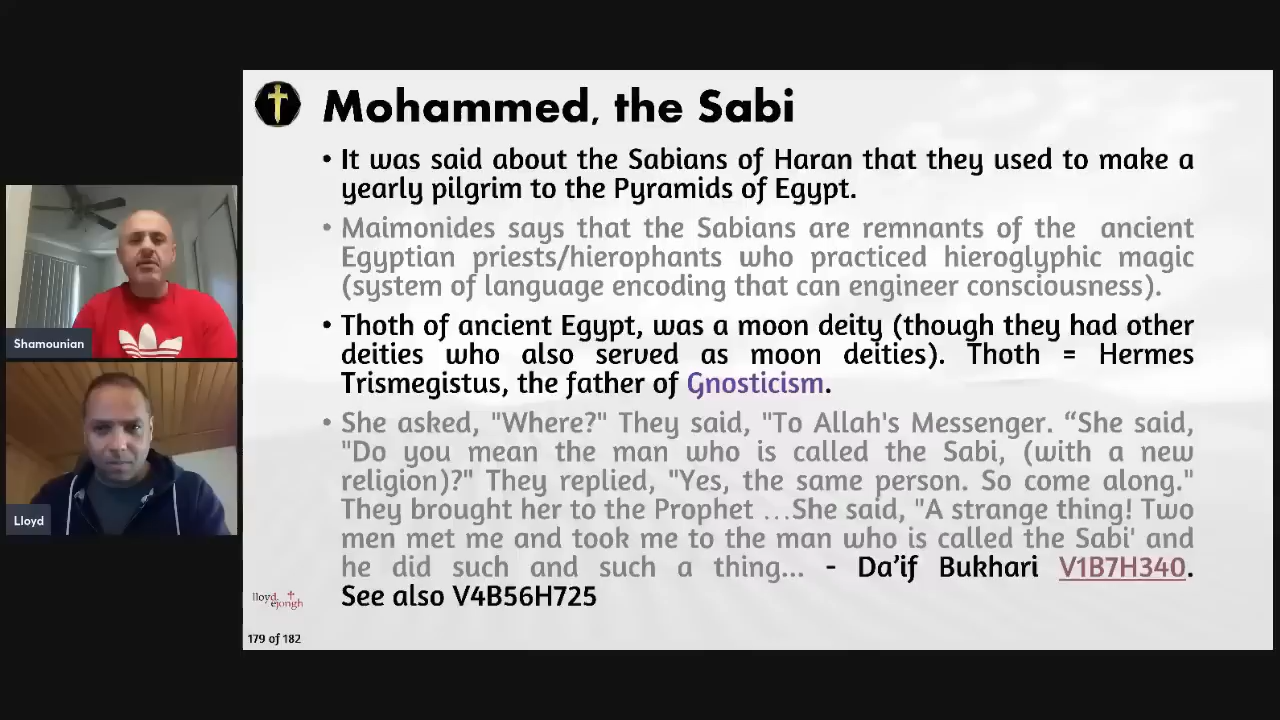 Mohammed, the Sabi
• It was said about the Sabians of Haran that they used to make a
yearly pilgrim to the Pyramids of Egypt.
• Maimonides says that the Sabians are remnants of the ancient
Egyptian priests/hierophants who practiced hieroglyphic magic
(system of language encoding that can engineer consciousness).
• Thoth of ancient Egypt, was a moon deity (though they had other
deities who also served as moon deities). Thoth = Hermes
Trismegistus, the father of Gnosticism.
• She asked, "Where?" They said, "To Allah's Messenger. “She said,
"Do you mean the man who is called the Sabi, (with a new
religion)?" They replied, "Yes, the same person. So come along."
They brought her to the Prophet ...She said, "A strange thing! Two
men met me and took me to the man who is called the Sabi' and
he did such and such a thing... - Da’if Bukhari V1B7H340.
See also V4B56H725
Shamounian
Lloyd
lloyd
ejongh
179 of 182